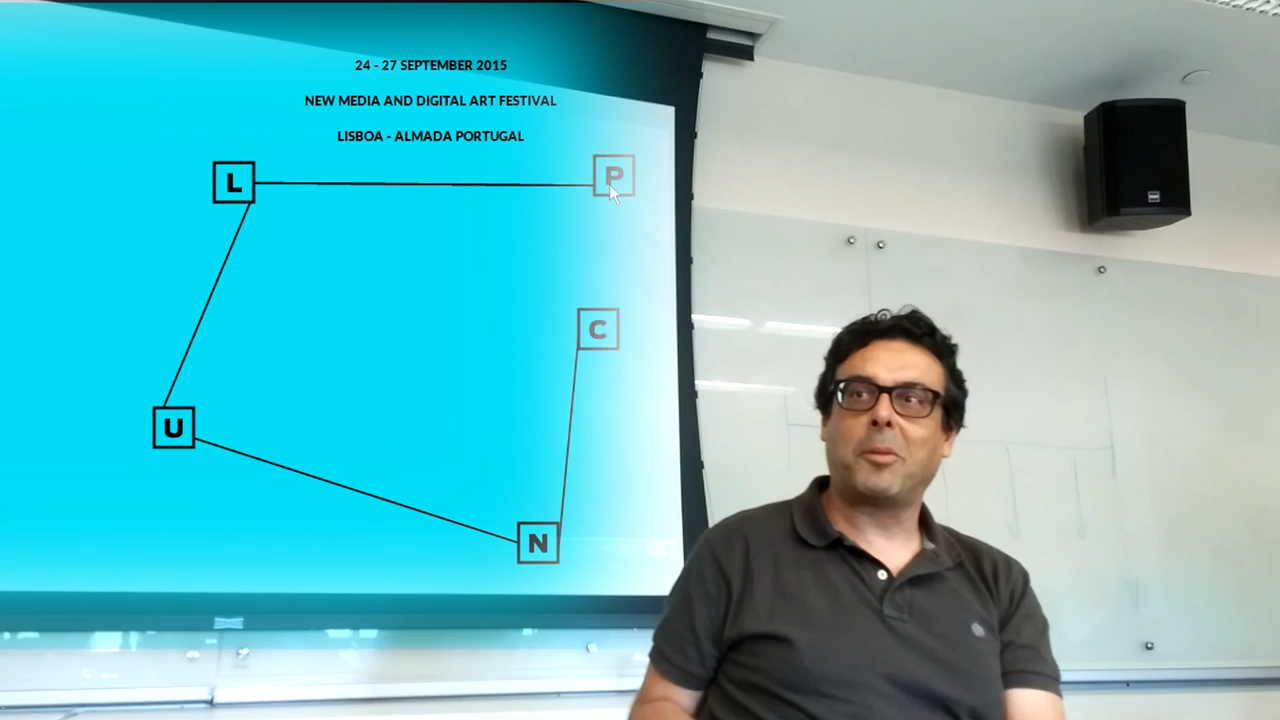 24 - 27 SEPTEMBER 2015
NEW MEDIA AND DIGITAL ART FESTIVAL
LISBOA - ALMADA PORTUGAL
L
P
C
U
N